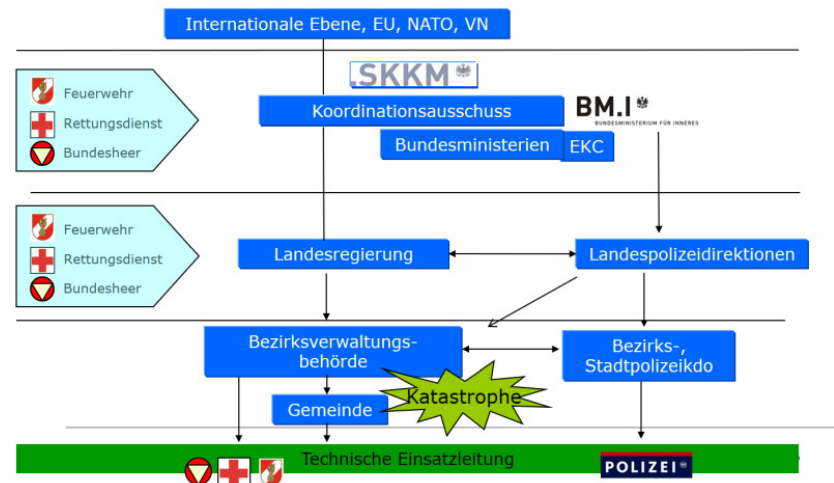 Internationale Ebene, EU, NATO, VN
.SKKM
Feuerwehr
Rettungsdienst
Bundesheer
Koordinationsausschuss
BM.I
BUNDESMINISTERIUM FÜR INNERES
Bundesministerien
EKC
Feuerwehr
Rettungsdienst
Bundesheer
Landesregierung
Landespolizeidirektionen
Bezirksverwaltungs-
behörde
Bezirks-,
Stadtpolizeikdo
Katastrophe
Gemeinde
Technische Einsatzleitung
POLIZEI